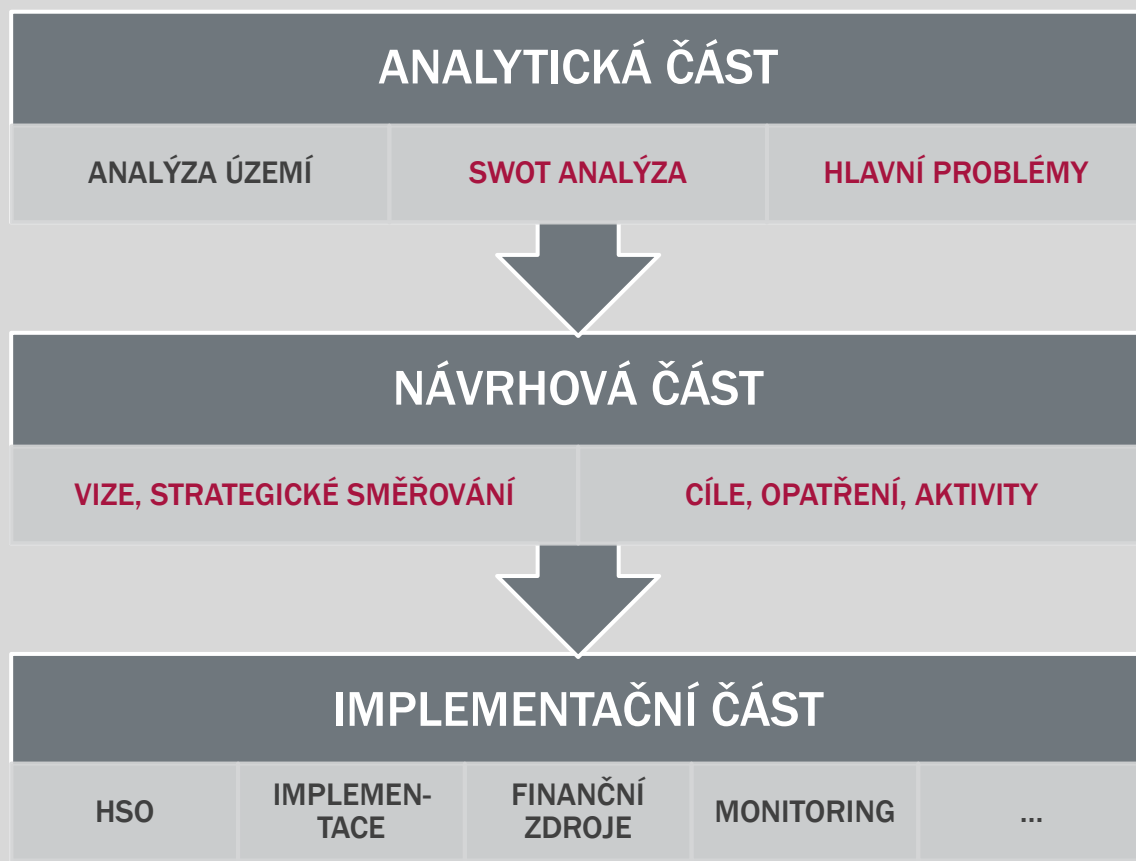 ANALYTICKÁ ČÁST
ANALÝZA ÚZEMÍ
SWOT ANALÝZA
HLAVNÍ PROBLÉMY
NÁVRHOVÁ ČÁST
VIZE, STRATEGICKÉ SMĚŘOVÁNÍ
CÍLE, OPATŘENÍ, AKTIVITY
IMPLEMENTAČNÍ ČÁST
HSO
IMPLEMEN-
TACE
FINANČNÍ
ZDROJE
MONITORING
...